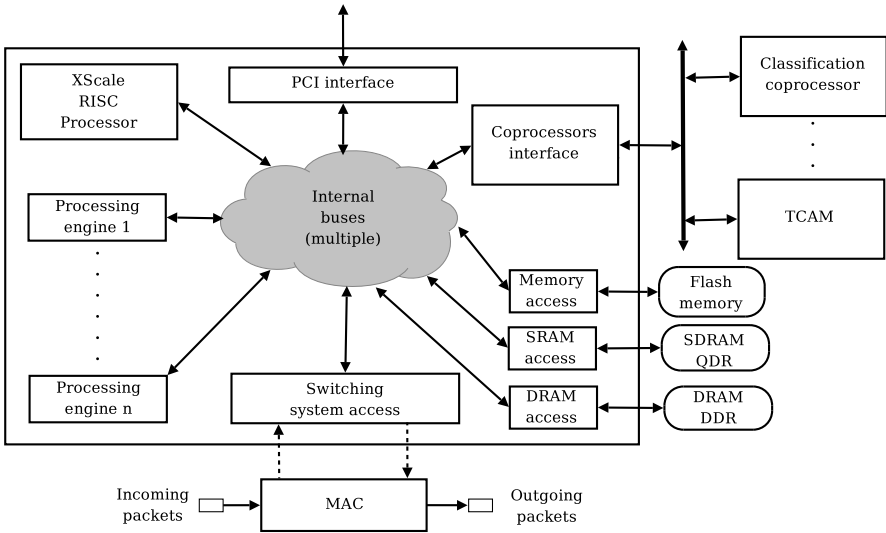 XScale
RISC
Processor
PCI interface
Coprocessors
interface
Classification
coprocessor
TCAM
Internal
buses
(multiple)
Processing
engine 1
Processing
engine n
Memory
access
Flash
memory
SRAM
access
SDRAM
QDR
DRAM
access
DRAM
DDR
Switching
system access
Incoming
packets
MAC
Outgoing
packets